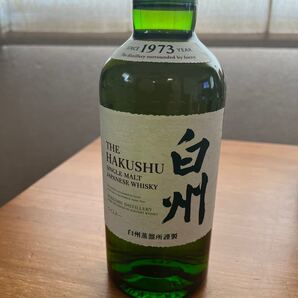 SINCE 1973 YEAR
The distillery surrounded by forest
THE
HAKUSHU
SINGLE MALT
JAPANESE WHISKY
白州
白州蒸溜所謹製